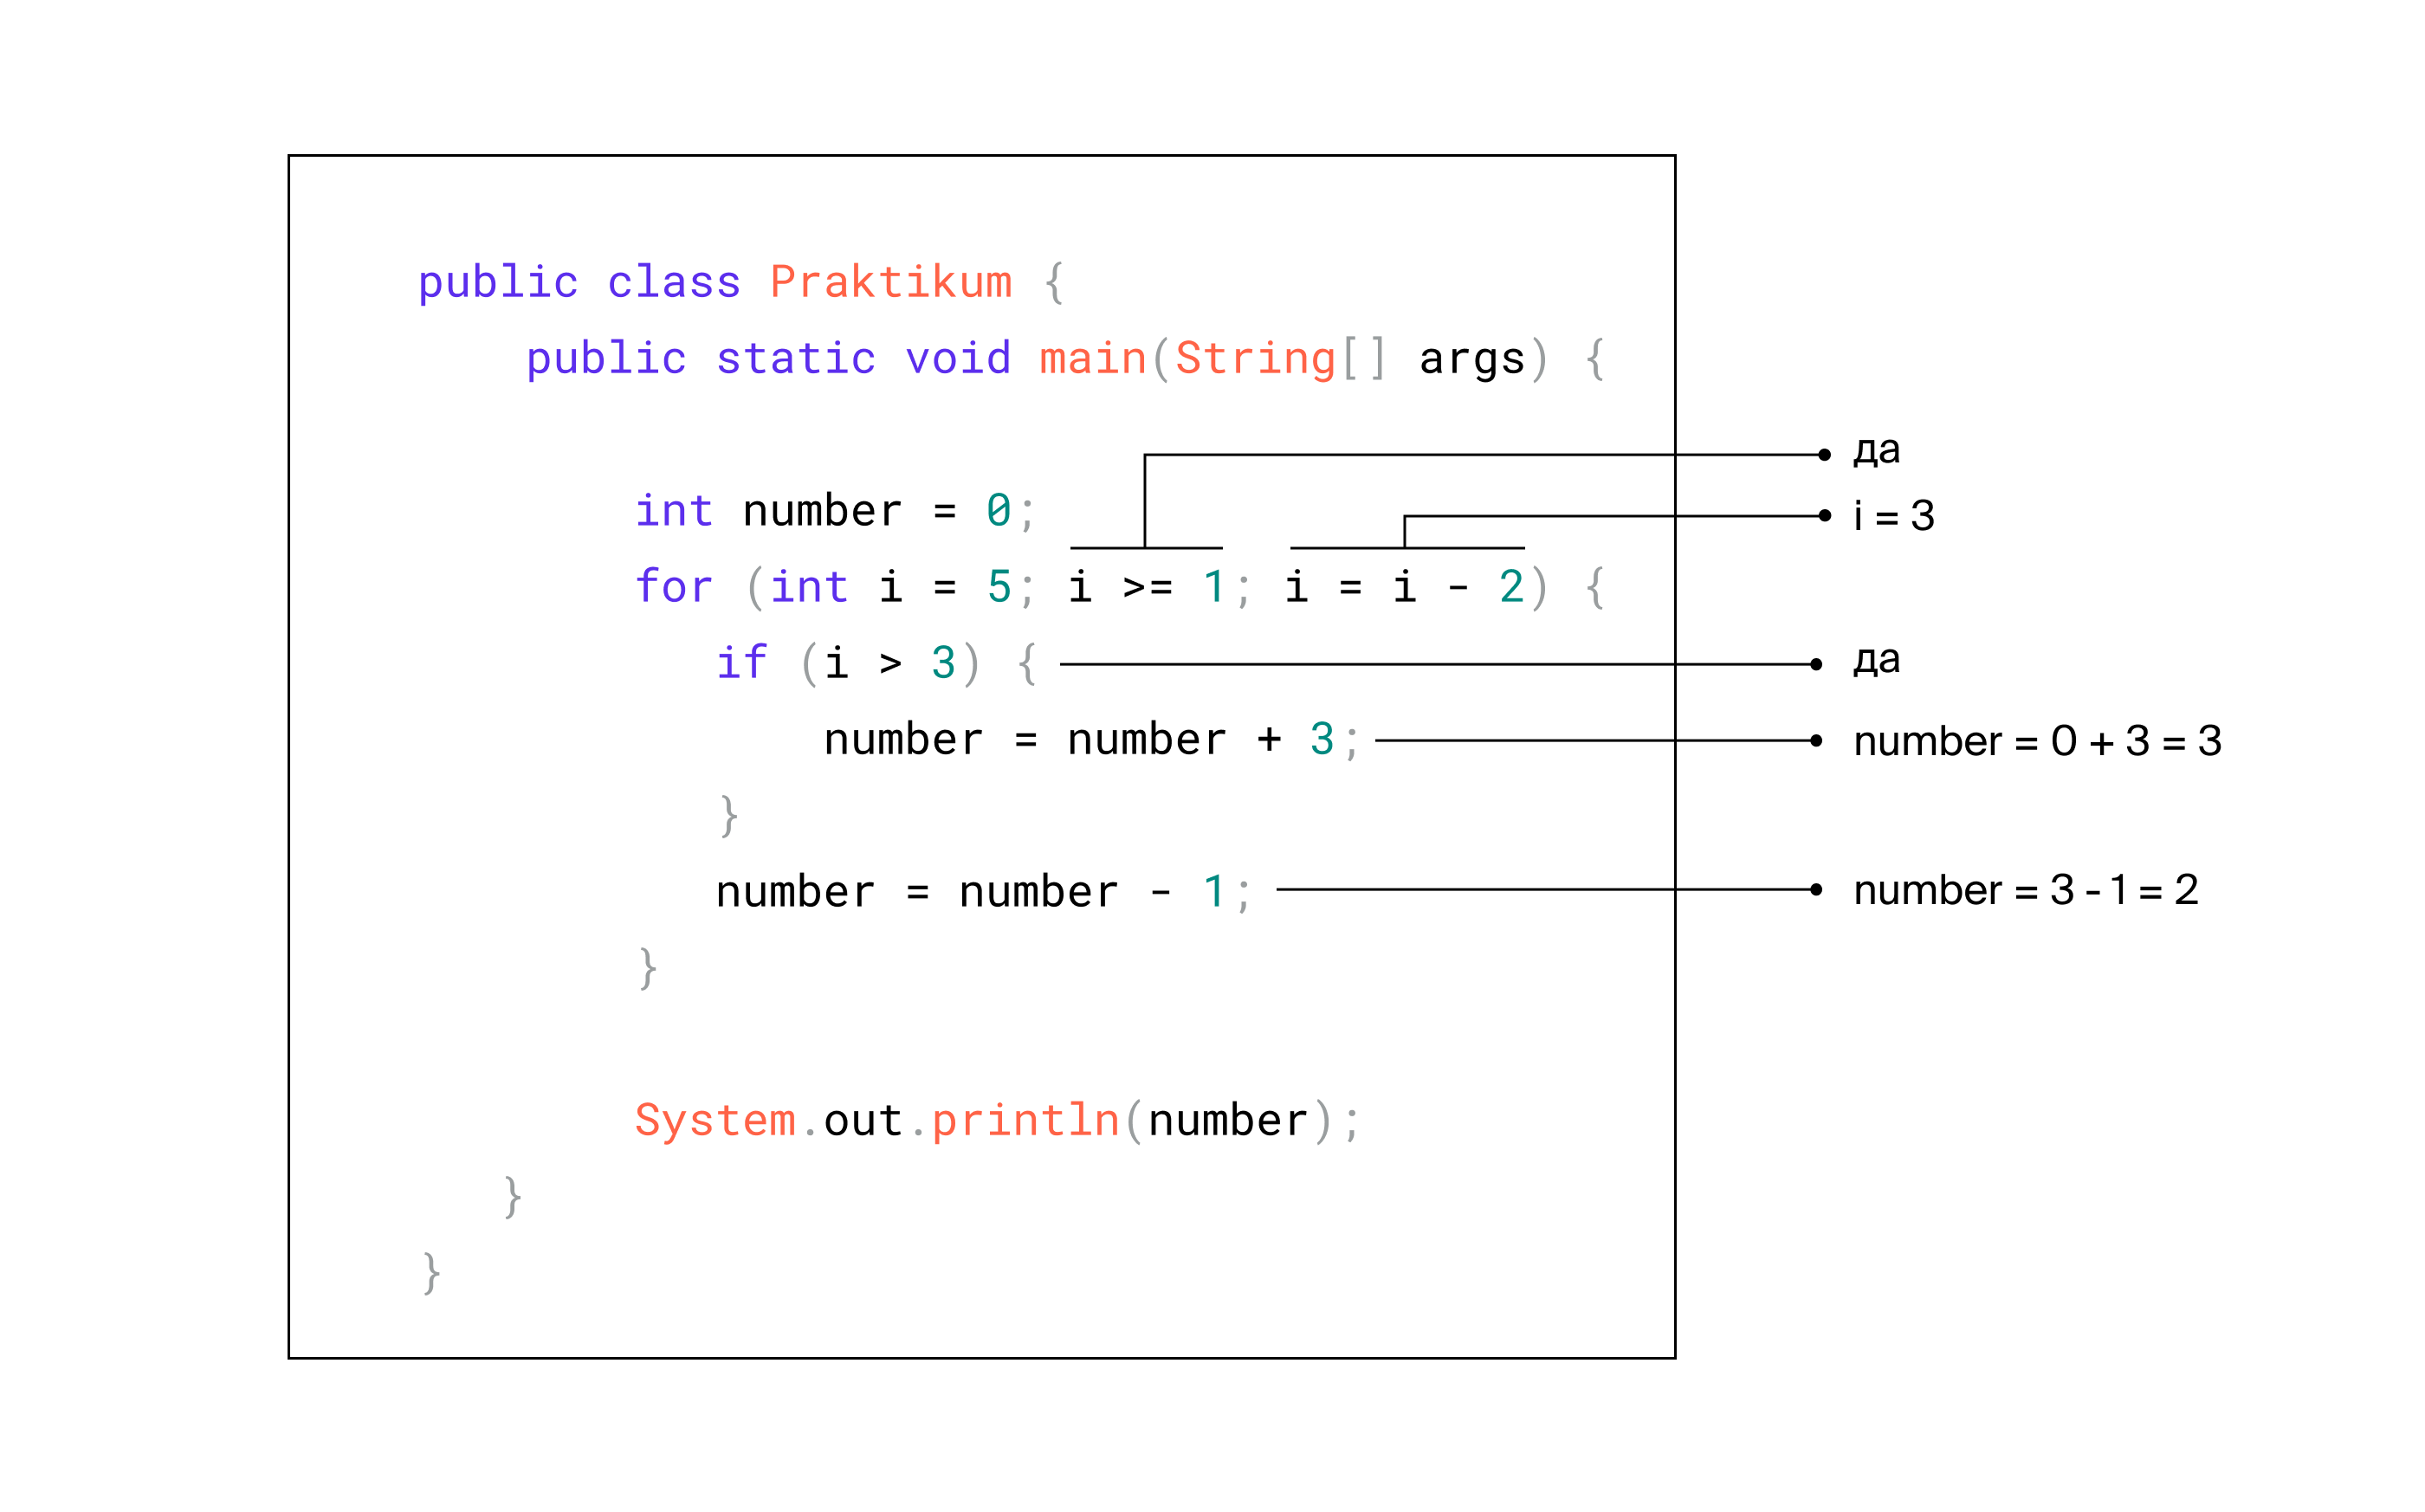 public class Praktikum {
public static void main(String[] args) {
да
int number = 0;
i = 3
for (int i = 5; i >= 1; i = i - 2) {
if (i > 3) {
да
number = number + 3;
number = 0 + 3 = 3
}
number = number - 1;
number = 3 - 1 = 2
}
System.out.println(number);
}
}